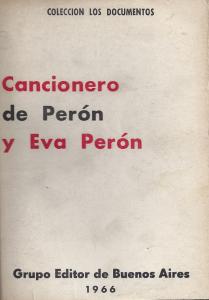 COLECCION LOS DOCUMENTOS
Cancionero
de Perón
y Eva Perón
Grupo Editor de Buenos Aires
1966